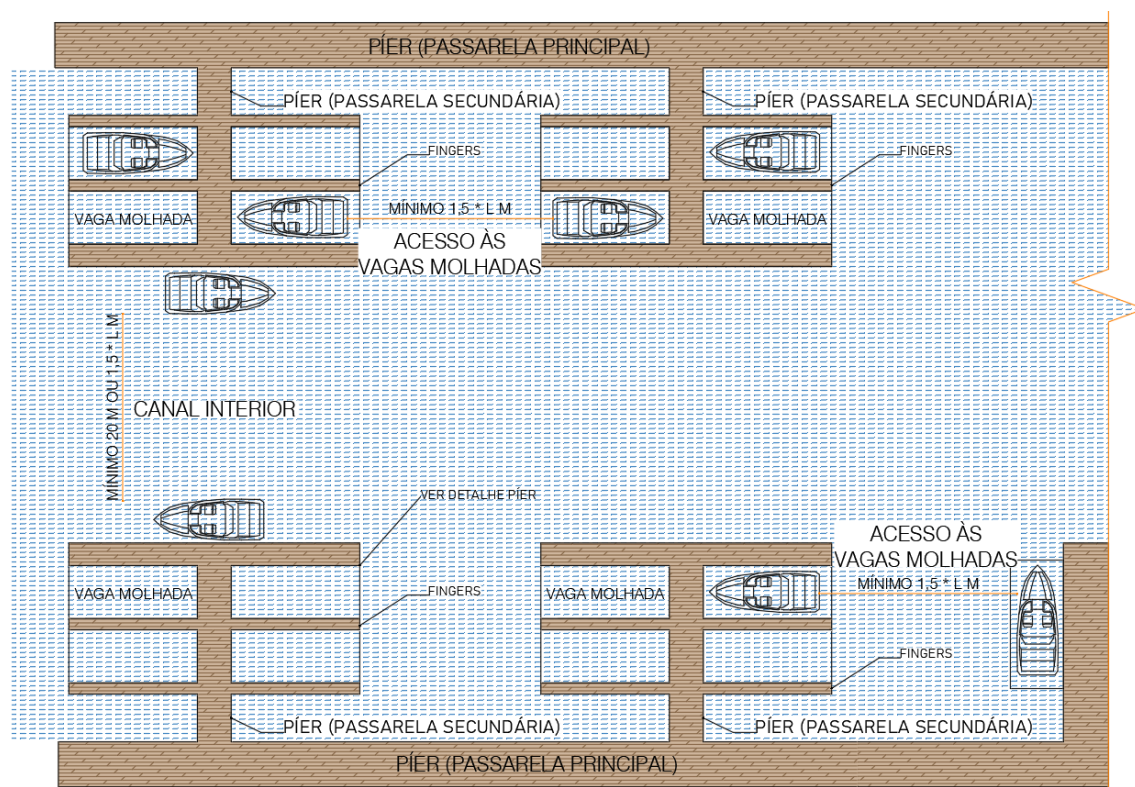 PÍER (PASSARELA PRINCIPAL)
PÍER (PASSARELA SECUNDÁRIA)
PÍER (PASSARELA SECUNDÁRIA)
FINGERS
FINGERS
VAGA MOLHADA
MÍNIMO 1,5 * L M
VAGA MOLHADA
ACESSO ÀS
VAGAS MOLHADAS
MÍNIMO 20 M OU 1,5 * L M
CANAL INTERIOR
VER DETALHE PÍER
ACESSO ÀS
VAGAS MOLHADAS
MÍNIMO 1,5 * L M
VAGA MOLHADA
FINGERS
VAGA MOLHADA
FINGERS
PÍER (PASSARELA SECUNDÁRIA)
PÍER (PASSARELA SECUNDÁRIA)
PÍER (PASSARELA PRINCIPAL)